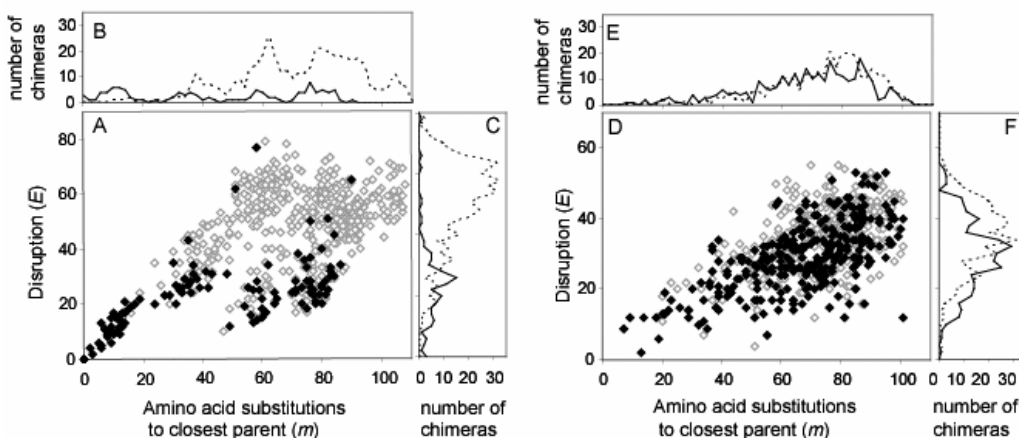 B
number of
chimeras
30
20
10
0
A
C
Disruption (E)
80
60
40
20
0
0 20 40 60 80 100
0 10 20 30
Amino acid substitutions
to closest parent (m)
number of
chimeras
E
number of
chimeras
30
20
10
0
D
F
Disruption (E)
60
40
20
0
0 20 40 60 80 100
0 10 20 30
Amino acid substitutions
to closest parent (m)
number of
chimeras